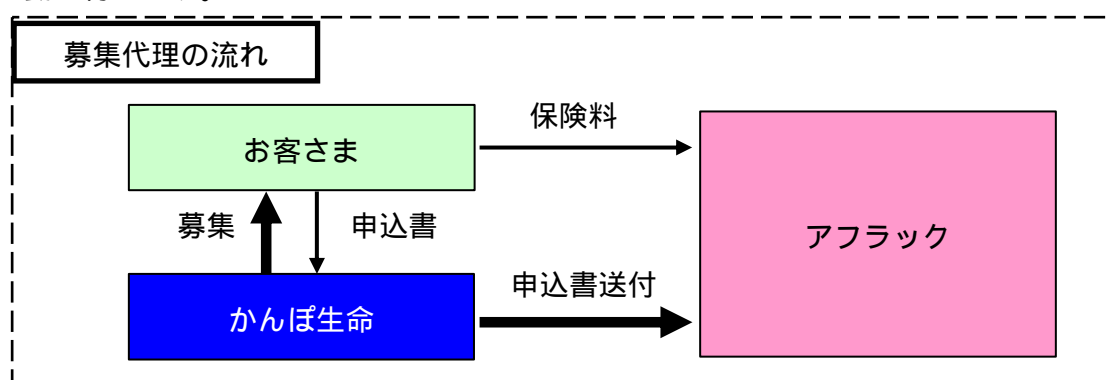 募集代理の流れ
保険料
お客さま
募集
申込書
アフラック
申込書送付
かんぽ生命